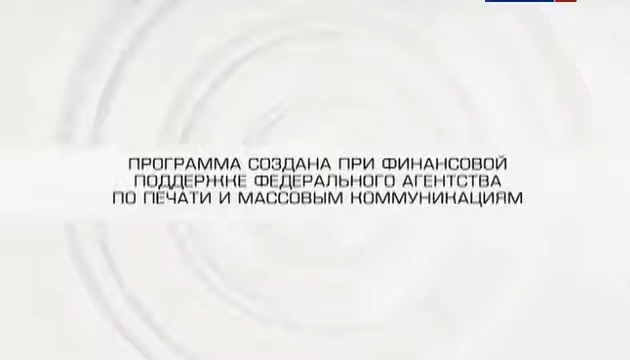 ПРОГРАММА СОЗДАНА ПРИ ФИНАНСОВОЙ
ПОДДЕРЖКЕ ФЕДЕРАЛЬНОГО АГЕНТСТВА
ПО ПЕЧАТИ И МАССОВЫМ КОММУНИКАЦИЯМ